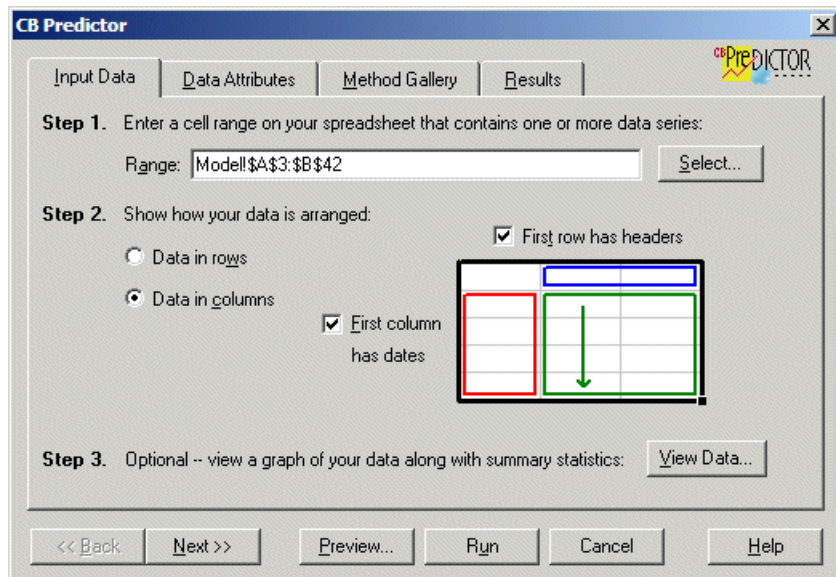 CB Predictor
CB PreDICTOR
Input Data Data Attributes Method Gallery Results
Step 1. Enter a cell range on your spreadsheet that contains one or more data series:
Range: Model!$A$3:$B$42 Select...
Step 2. Show how your data is arranged:
First row has headers
Data in rows
Data in columns
First column
has dates
Step 3. Optional -- view a graph of your data along with summary statistics: View Data...
<< Back Next >> Preview... Run Cancel Help